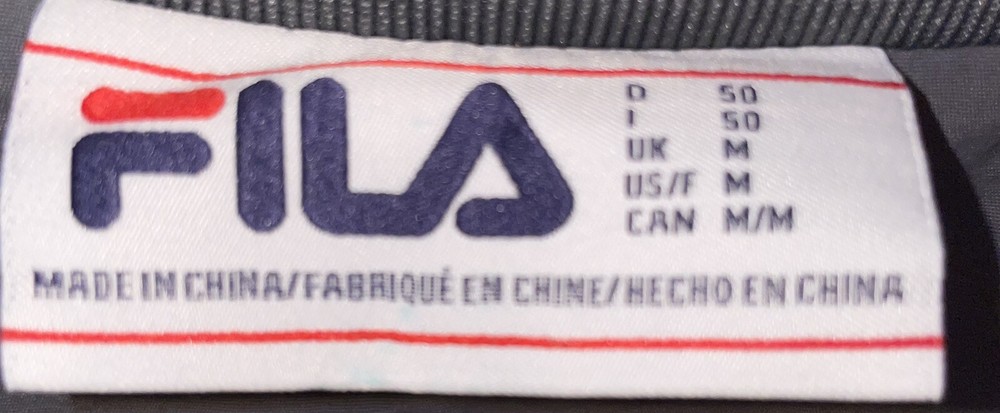 FILA
D 50
I 50
UK M
US/F M
CAN M/M
MADE IN CHINA/FABRIQUÉ EN CHINE/HECHO EN CHINA